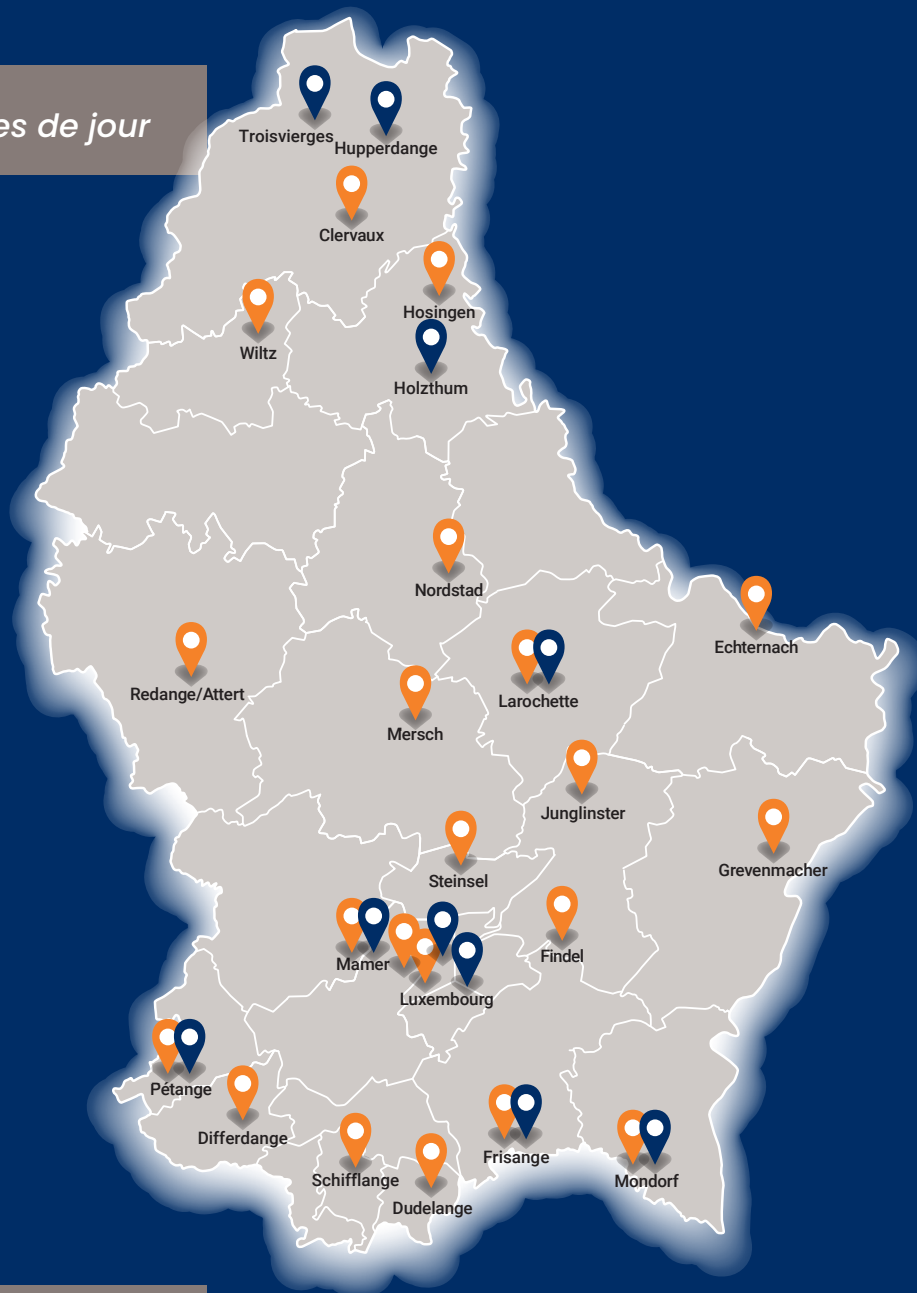 es de jour
Troisvierges
Hupperdange
Clervaux
Hosingen
Wiltz
Holzthum
Nordstad
Echternach
Redange/Attert
Larochette
Mersch
Junglinster
Grevenmacher
Steinsel
Findel
Mamer
Luxembourg
Pétange
Differdange
Frisange
Schifflange
Mondorf
Dudelange